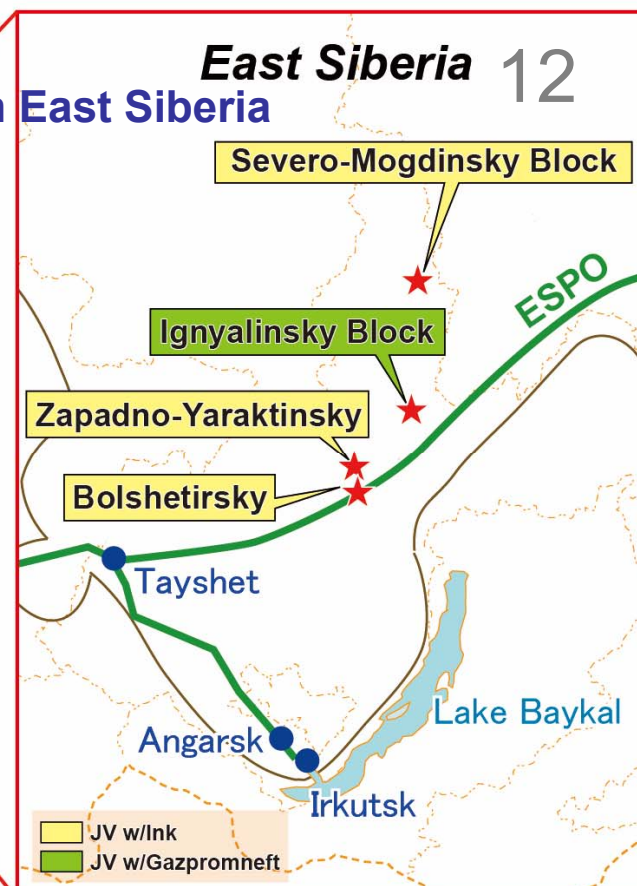 East Siberia 12
n East Siberia
Severo-Mogdinsky Block
ESPO
Ignyalinsky Block
Zapadno-Yaraktinsky
Bolshetirsky
Tayshet
Lake Baykal
Angarsk
Irkutsk
JV w/Ink
JV w/Gazpromneft